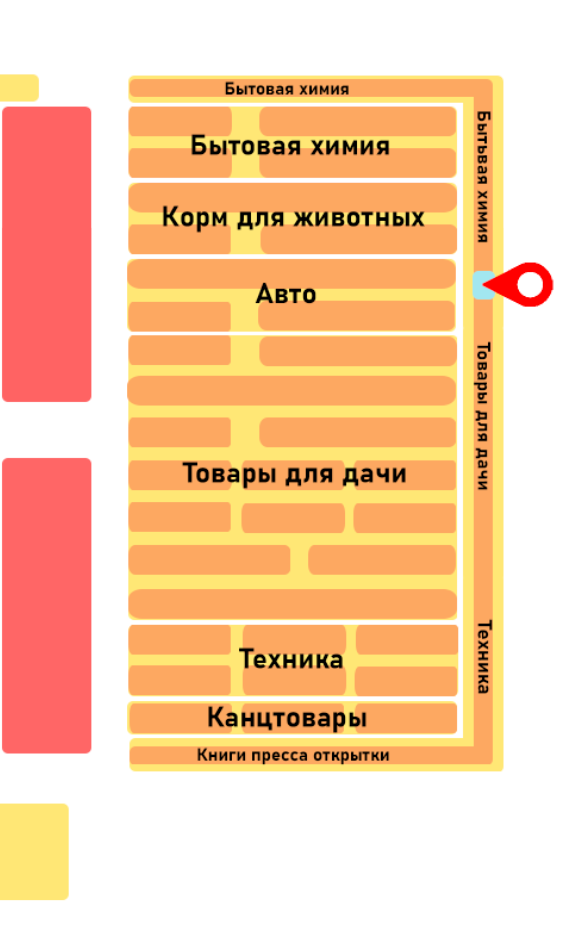 Бытовая химия
Бытовая химия
Бытьвая химия
Корм для животных
Авто
Товары для дачи
Товары для дачи
Техника
Техника
Канцтовары
Книги пресса открытки